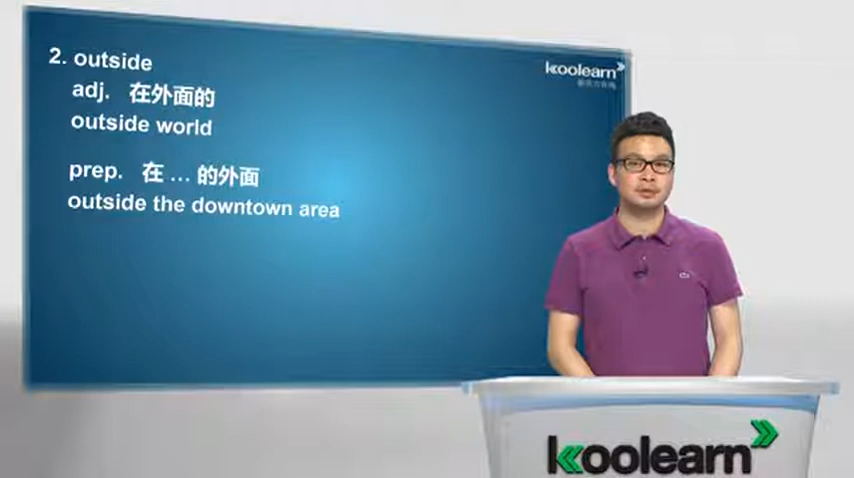 2. outside
adj. 在外面的
outside world
prep. 在 … 的外面
outside the downtown area
koolearn
koolearn